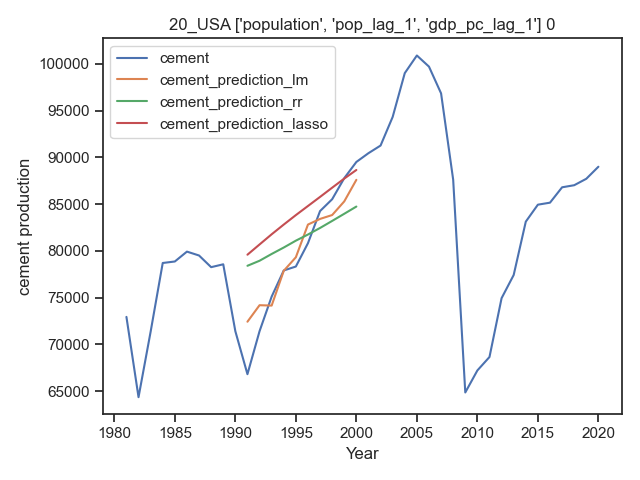 20_USA ['population', 'pop_lag_1', 'gdp_pc_lag_1'] 0
cement
cement_prediction_lm
cement_prediction_rr
cement_prediction_lasso
100000
95000
90000
85000
80000
75000
70000
65000
cement production
1980 1985 1990 1995 2000 2005 2010 2015 2020
Year